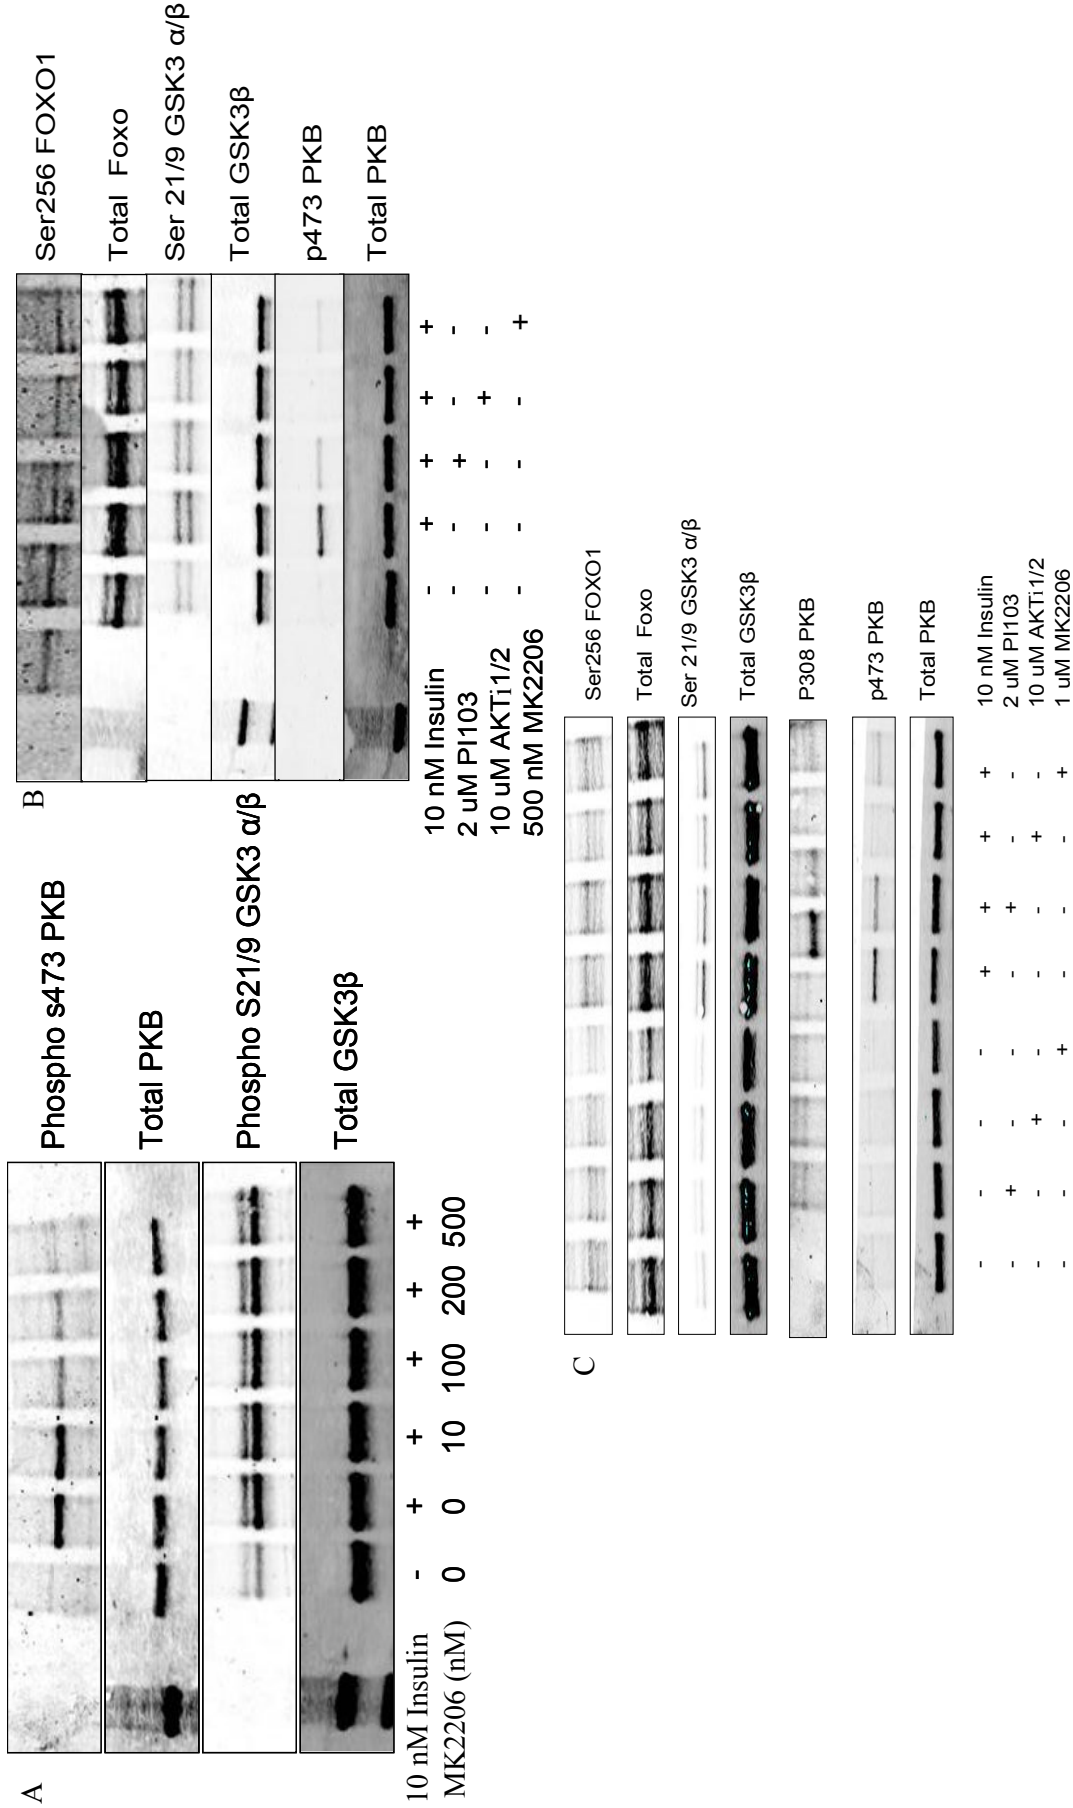 A
Phospho s473 PKB
Total PKB
Phospho S21/9 GSK3 α/β
Total GSK3β
10 nM Insulin - + + + + +
MK2206 (nM) 0 0 10 100 200 500
B
Ser256 FOXO1
Total Foxo
Ser 21/9 GSK3 α/β
Total GSK3β
p473 PKB
Total PKB
10 nM Insulin - + + + +
2 uM PI103 - - + - -
10 uM AKTi1/2 - - - + -
500 nM MK2206 - - - - +
C
Ser256 FOXO1
Total Foxo
Ser 21/9 GSK3 α/β
Total GSK3β
P308 PKB
p473 PKB
Total PKB
- - - - + + + + 10 nM Insulin
- + - - - + - - 2 uM PI103
- - + - - - + - 10 uM AKTi1/2
- - - + - - - + 1 uM MK2206